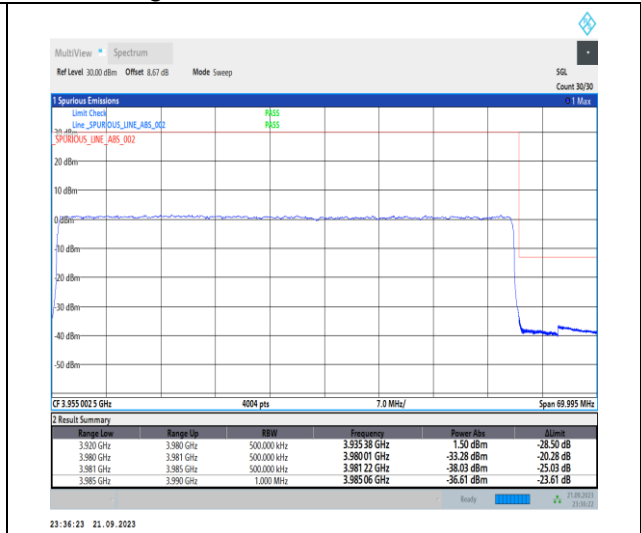 MultiView Spectrum
Ref Level 30.00 dBm Offset 8.67 dB Mode Sweep SGL
Count 30/30
1 Spurious Emissions 1 Max
Limit Check PASS
Line _SPURIOUS_LINE_ABS_002 PASS
30 dBm
_SPURIOUS_LINE_ABS_002
20 dBm
10 dBm
0 dBm
-10 dBm
-20 dBm
-30 dBm
-40 dBm
-50 dBm
CF 3.955 002 5 GHz 4004 pts 7.0 MHz/ Span 69.995 MHz
2 Result Summary
Range Low Range Up RBW Frequency Power Abs ΔLimit
3.920 GHz 3.980 GHz 500.000 kHz 3.935 38 GHz 1.50 dBm -28.50 dB
3.980 GHz 3.981 GHz 500.000 kHz 3.980 01 GHz -33.28 dBm -20.28 dB
3.981 GHz 3.985 GHz 500.000 kHz 3.981 22 GHz -38.03 dBm -25.03 dB
3.985 GHz 3.990 GHz 1.000 MHz 3.985 06 GHz -36.61 dBm -23.61 dB
Ready 21.09.2023
23:36:22
23:36:23 21.09.2023